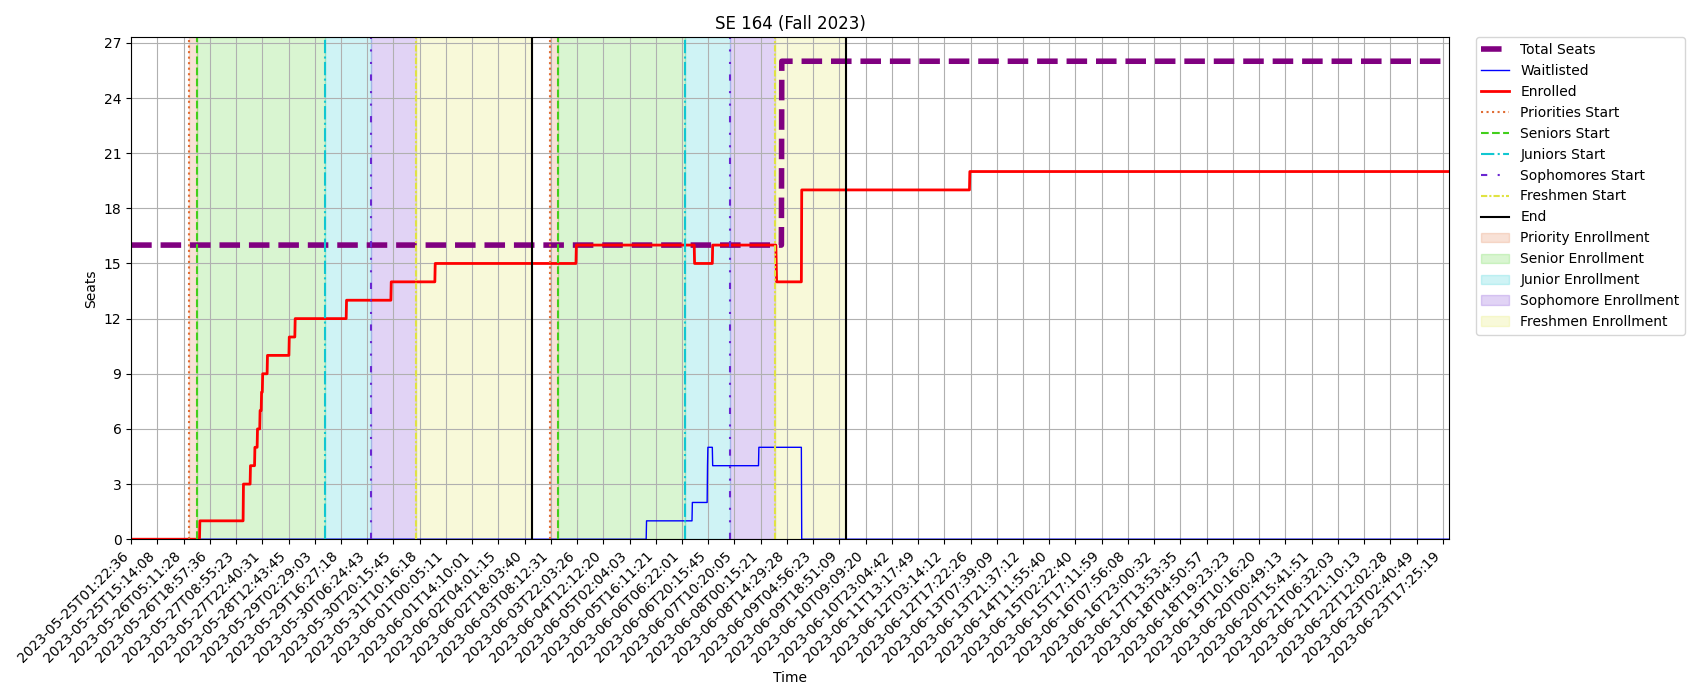 SE 164 (Fall 2023)
27
24
21
18
15
12
9
6
3
0
Seats
2023-05-25T01:22:36
2023-05-25T15:14:08
2023-05-26T05:11:28
2023-05-26T18:57:36
2023-05-27T08:55:23
2023-05-27T22:40:31
2023-05-28T12:43:45
2023-05-29T02:29:03
2023-05-29T16:27:18
2023-05-30T06:24:43
2023-05-30T20:15:45
2023-05-31T10:16:18
2023-06-01T00:05:11
2023-06-01T14:10:01
2023-06-02T04:01:15
2023-06-02T18:03:40
2023-06-03T08:12:31
2023-06-03T22:03:26
2023-06-04T12:12:20
2023-06-05T02:04:03
2023-06-05T16:11:21
2023-06-06T06:22:01
2023-06-06T20:15:45
2023-06-07T10:20:05
2023-06-08T00:15:21
2023-06-08T14:29:28
2023-06-09T04:56:23
2023-06-09T18:51:09
2023-06-10T09:09:20
2023-06-10T23:04:42
2023-06-11T13:17:49
2023-06-12T03:14:12
2023-06-12T17:22:26
2023-06-13T07:39:09
2023-06-13T21:37:12
2023-06-14T11:55:40
2023-06-15T02:22:40
2023-06-15T17:11:59
2023-06-16T07:56:08
2023-06-16T23:00:32
2023-06-17T13:53:35
2023-06-18T04:50:57
2023-06-18T19:23:23
2023-06-19T10:16:20
2023-06-20T00:49:13
2023-06-20T15:41:51
2023-06-21T06:32:03
2023-06-21T21:10:13
2023-06-22T12:02:28
2023-06-23T02:40:49
2023-06-23T17:25:19
Time
Total Seats
Waitlisted
Enrolled
Priorities Start
Seniors Start
Juniors Start
Sophomores Start
Freshmen Start
End
Priority Enrollment
Senior Enrollment
Junior Enrollment
Sophomore Enrollment
Freshmen Enrollment